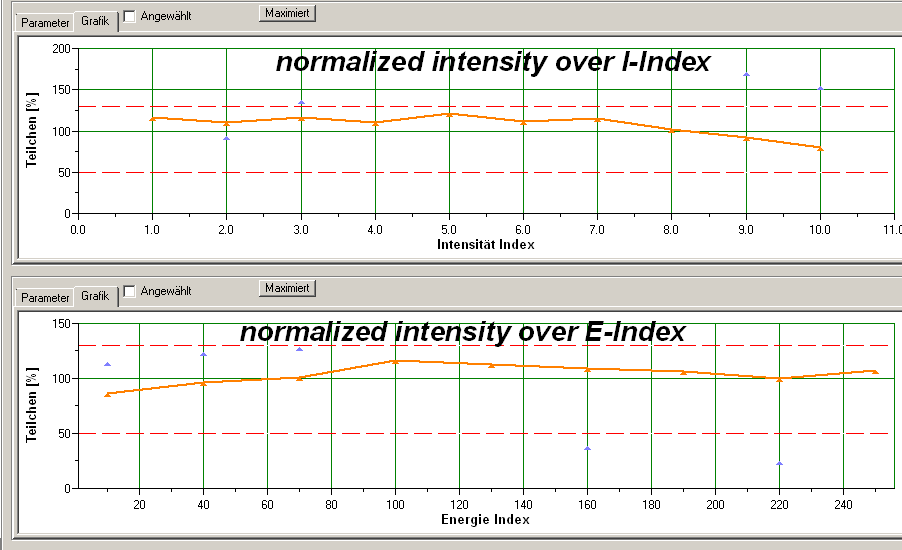 Parameter Grafik Angewählt Maximiert
normalized intensity over I-Index
Teilchen [%]
200
150
100
50
0
0.0 1.0 2.0 3.0 4.0 5.0 6.0 7.0 8.0 9.0 10.0 11.0
Intensität Index
Parameter Grafik Angewählt Maximiert
normalized intensity over E-Index
Teilchen [%]
150
100
50
0
20 40 60 80 100 120 140 160 180 200 220 240
Energie Index